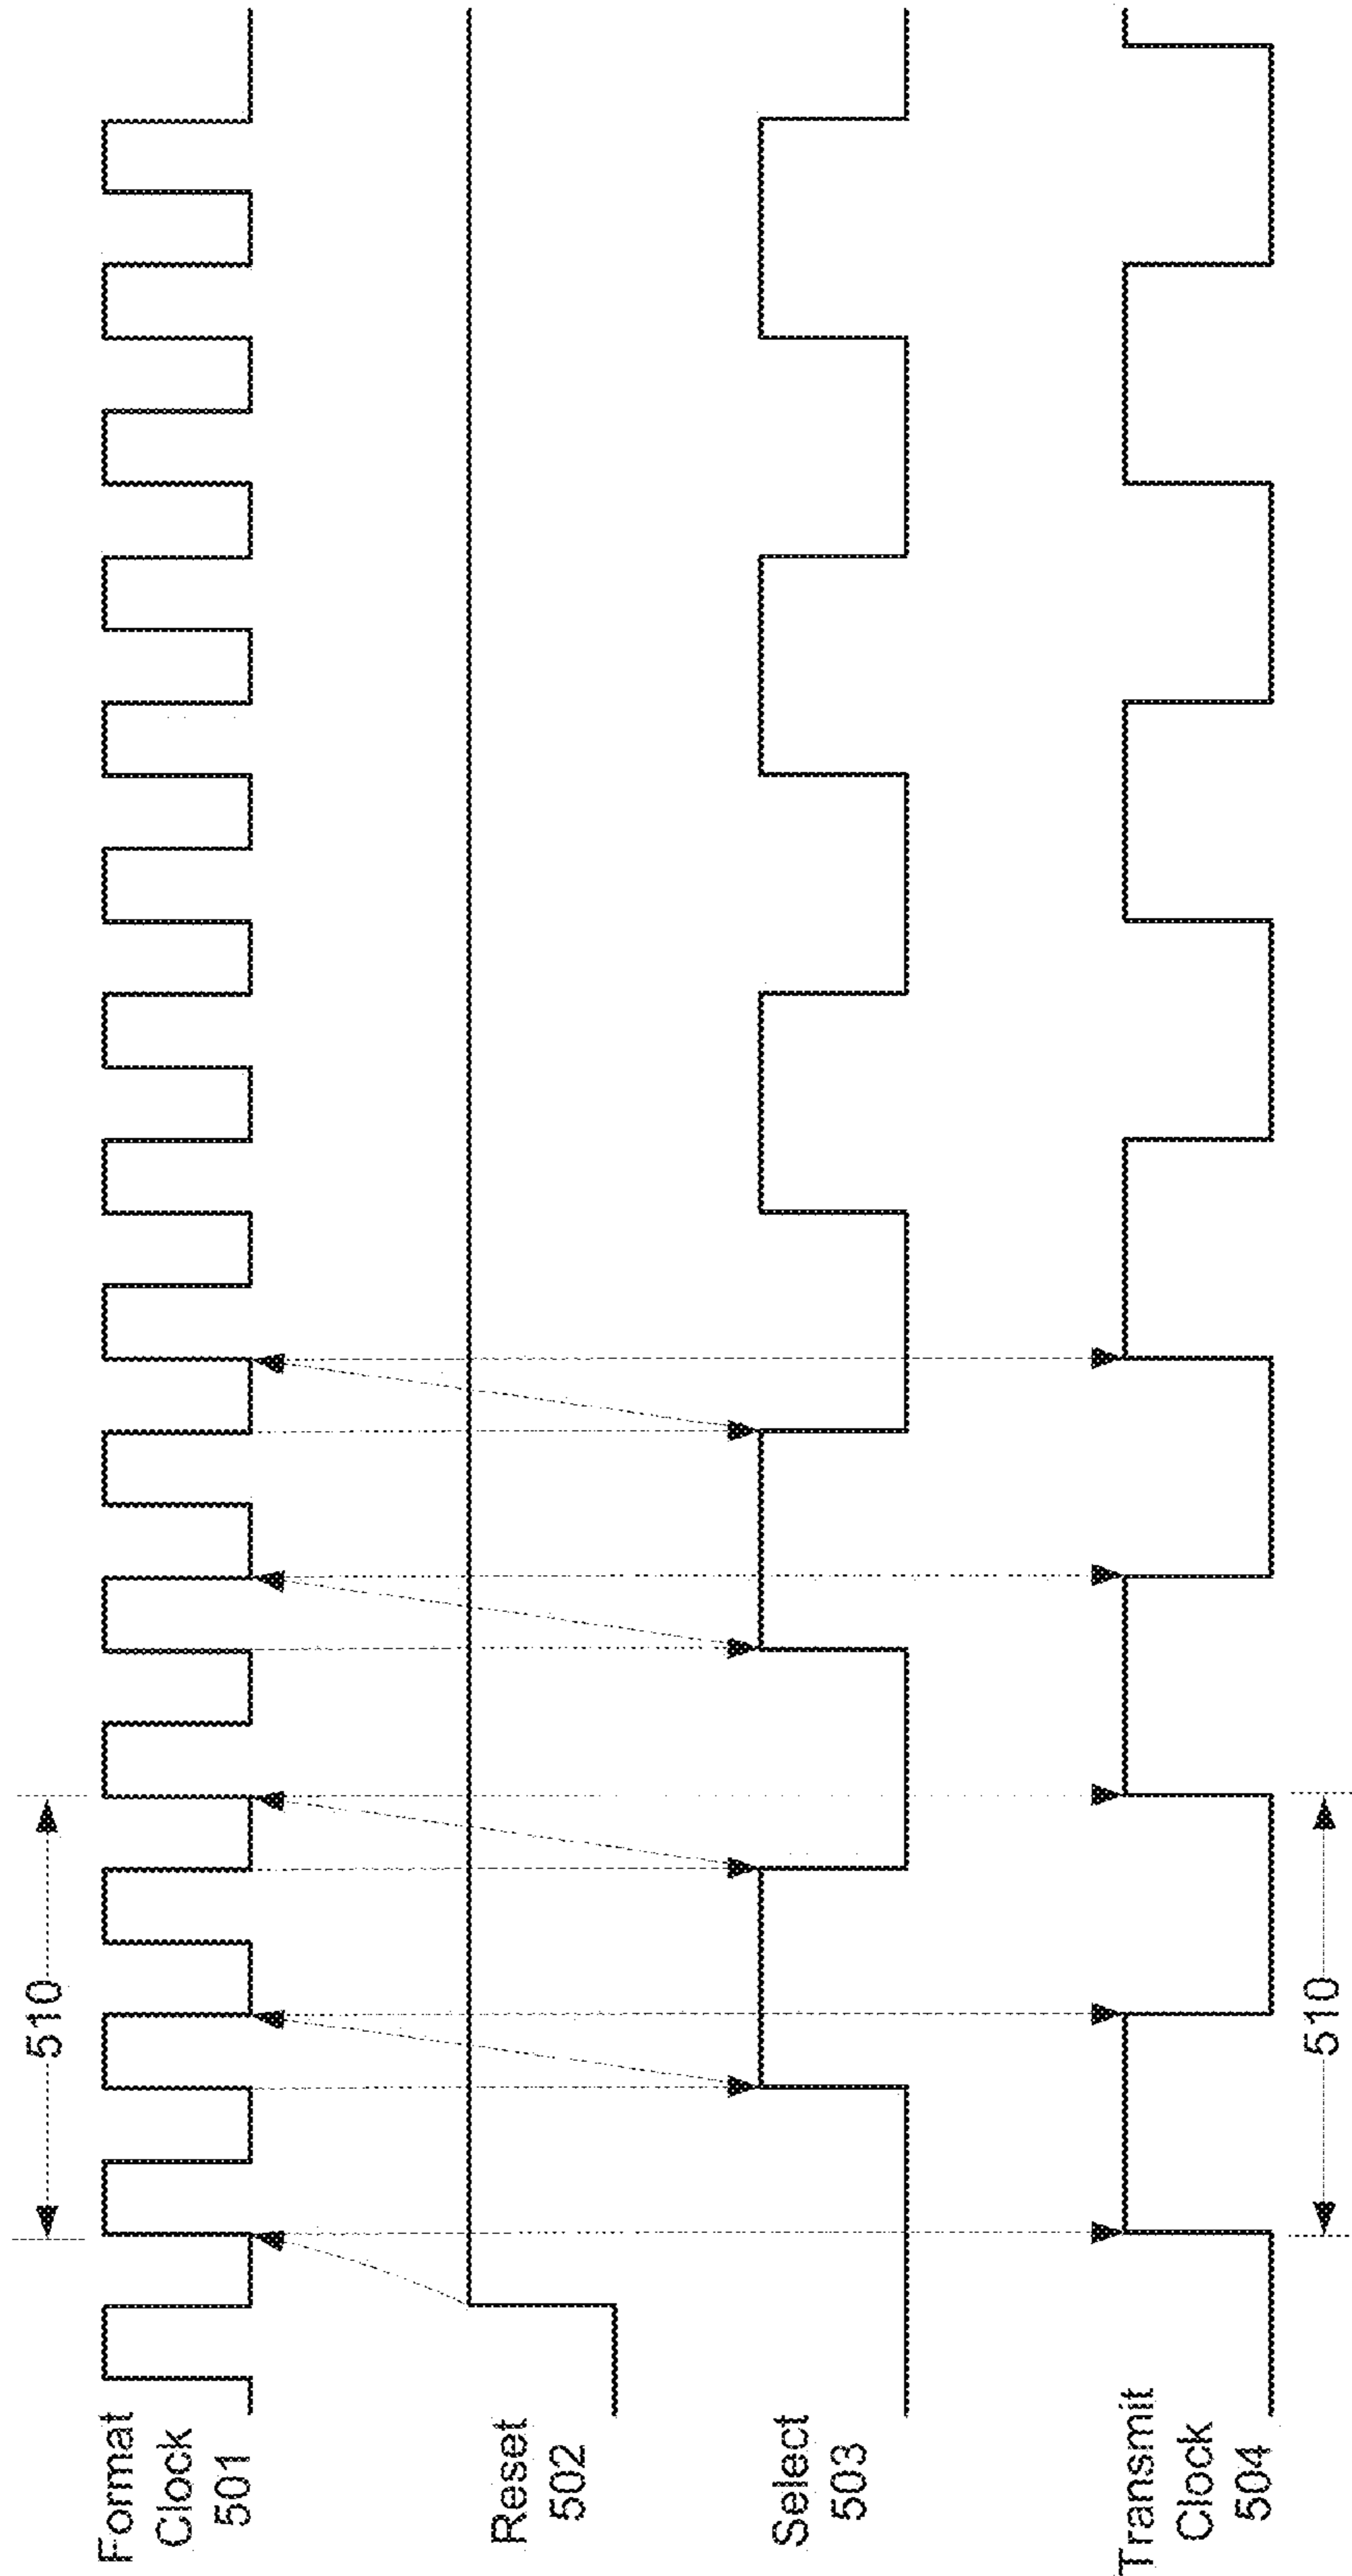 510
Format
Clock
501
Reset
502
Select
503
Transmit
Clock
504
510